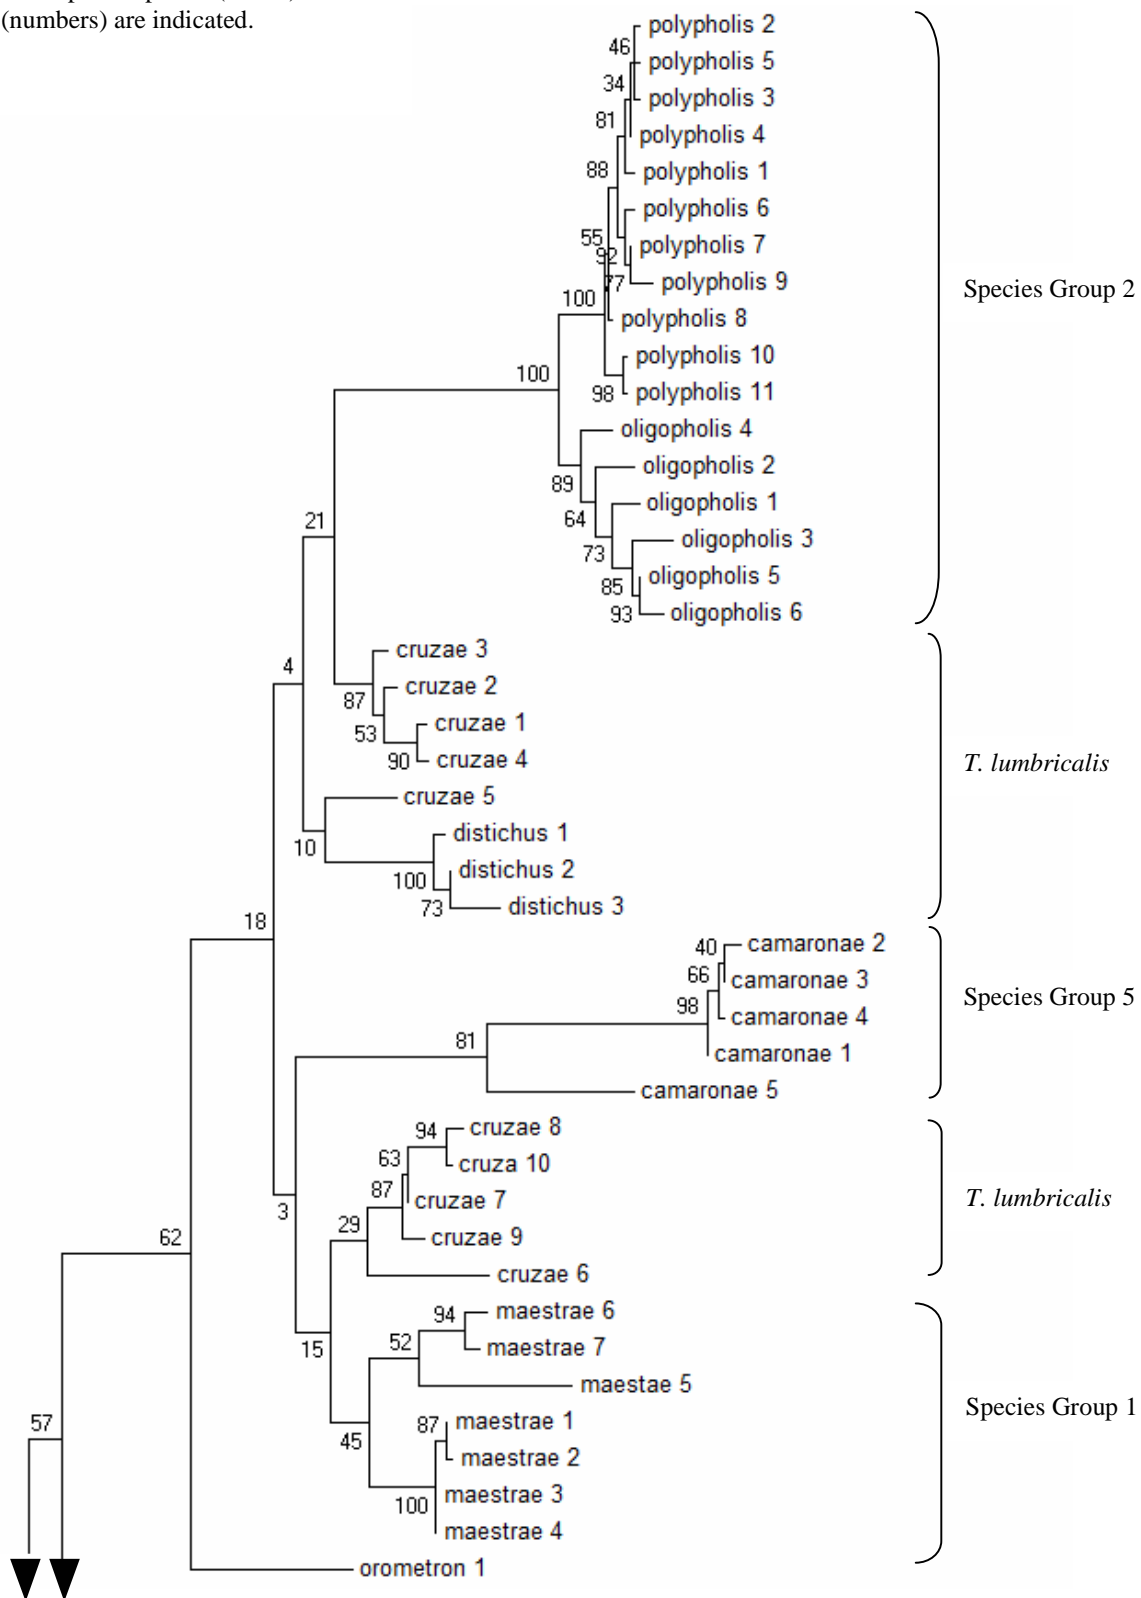 (numbers) are indicated.
polypholis 2
46
polypholis 5
34
polypholis 3
81
polypholis 4
88
polypholis 1
polypholis 6
55
polypholis 7
92
77
polypholis 9
Species Group 2
100
polypholis 8
polypholis 10
100
98
polypholis 11
oligopholis 4
oligopholis 2
89
oligopholis 1
64
21
oligopholis 3
73
oligopholis 5
85
93
oligopholis 6
cruzae 3
4
cruzae 2
87
cruzae 1
53
90
cruzae 4
T. lumbricalis
cruzae 5
distichus 1
10
distichus 2
100
73
distichus 3
18
40
camaronae 2
66
camaronae 3
98
camaronae 4
Species Group 5
81
camaronae 1
camaronae 5
94
cruzae 8
63
cruza 10
87
cruzae 7
T. lumbricalis
3
29
62
cruzae 9
cruzae 6
94
maestrae 6
52
15
maestrae 7
maestae 5
57
87
maestrae 1
Species Group 1
45
maestrae 2
100
maestrae 3
maestrae 4
orometron 1